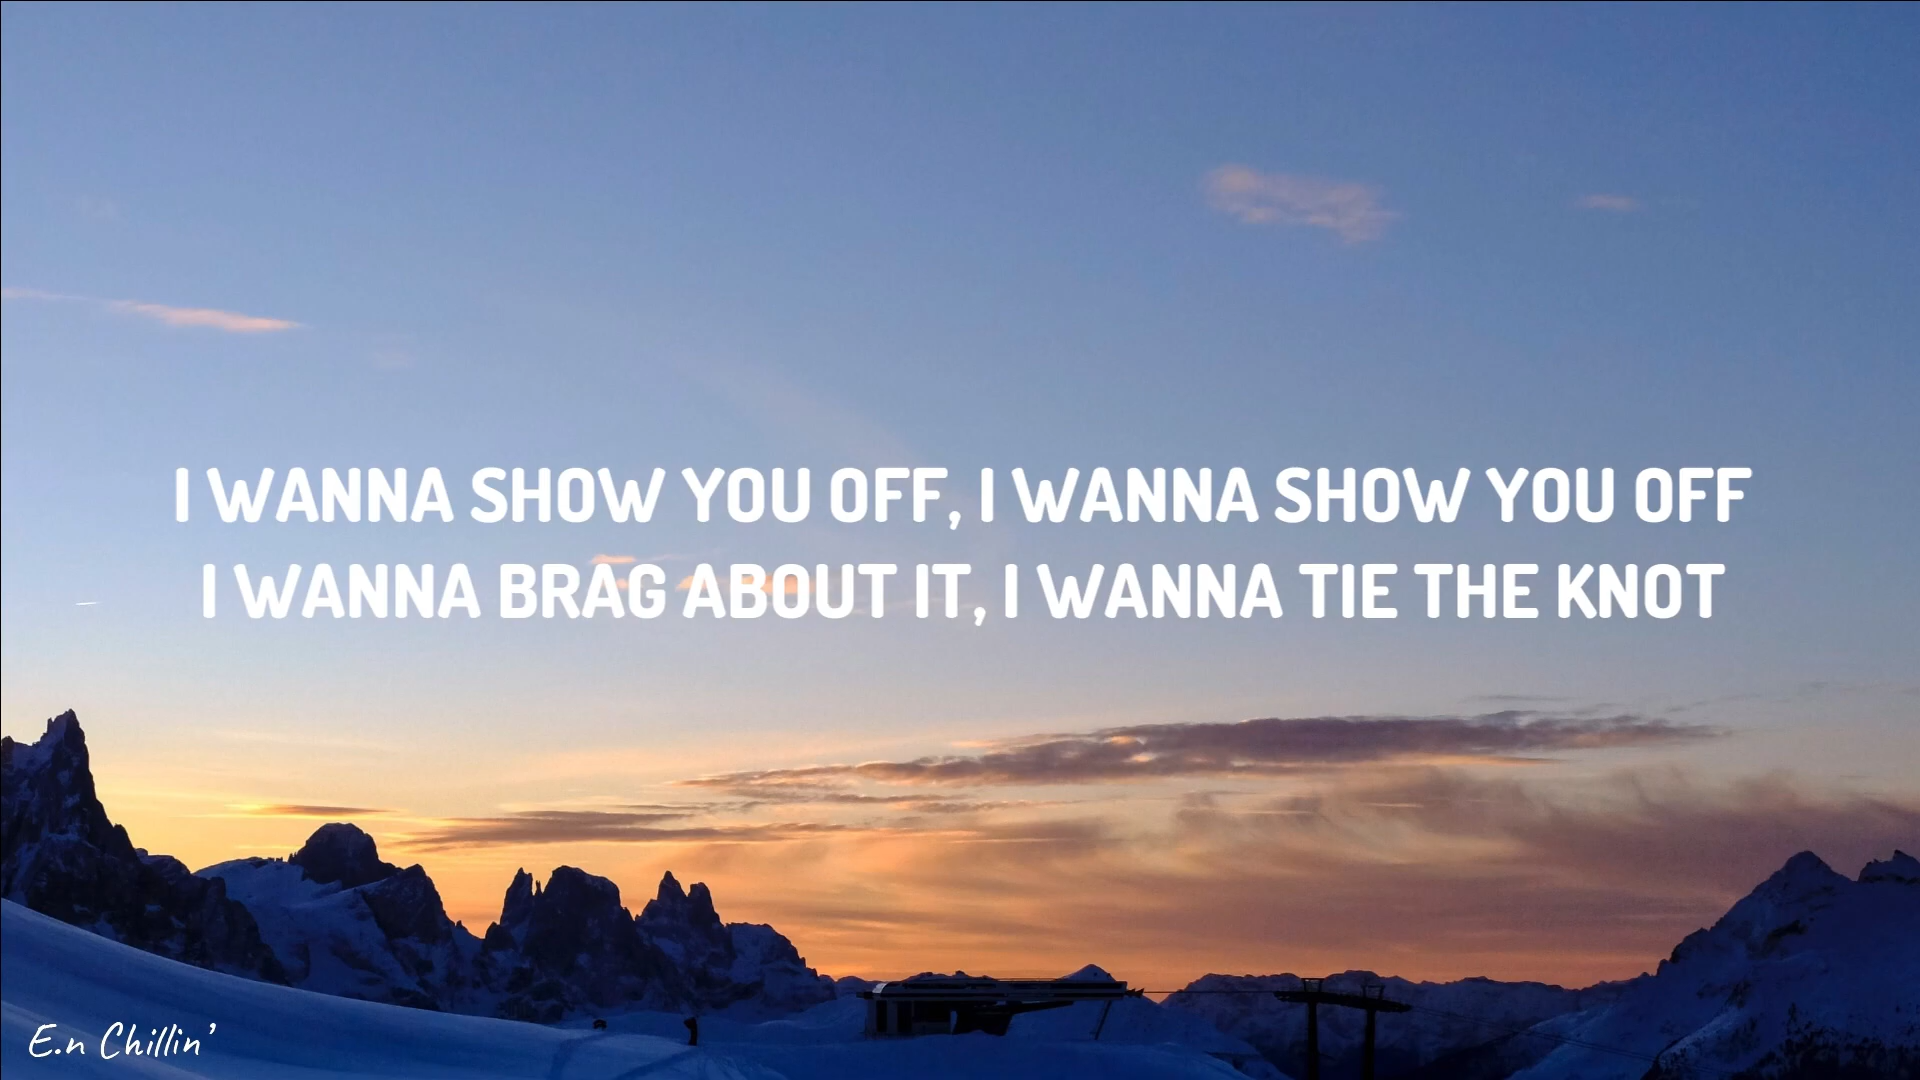 I WANNA SHOW YOU OFF, I WANNA SHOW YOU OFF
I WANNA BRAG ABOUT IT, I WANNA TIE THE KNOT
E.n Chillin'